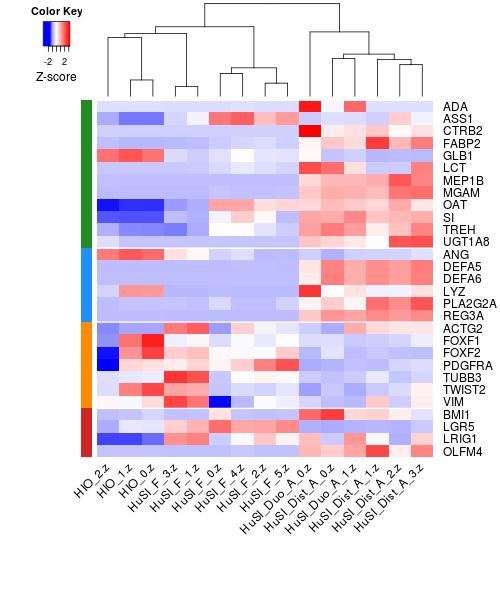 Color Key
-2 2
Z-score
ADA
ASS1
CTRB2
FABP2
GLB1
LCT
MEP1B
MGAM
OAT
SI
TREH
UGT1A8
ANG
DEFA5
DEFA6
LYZ
PLA2G2A
REG3A
ACTG2
FOXF1
FOXF2
PDGFRA
TUBB3
TWIST2
VIM
BMI1
LGR5
LRIG1
OLFM4
HIO_2.z
HIO_1.z
HIO_0.z
HuSI_F_3.z
HuSI_F_1.z
HuSI_F_0.z
HuSI_F_4.z
HuSI_F_2.z
HuSI_F_5.z
HuSI_Duo_A_0.z
HuSI_Dist_A_0.z
HuSI_Duo_A_1.z
HuSI_Dist_A_1.z
HuSI_Dist_A_2.z
HuSI_Dist_A_3.z